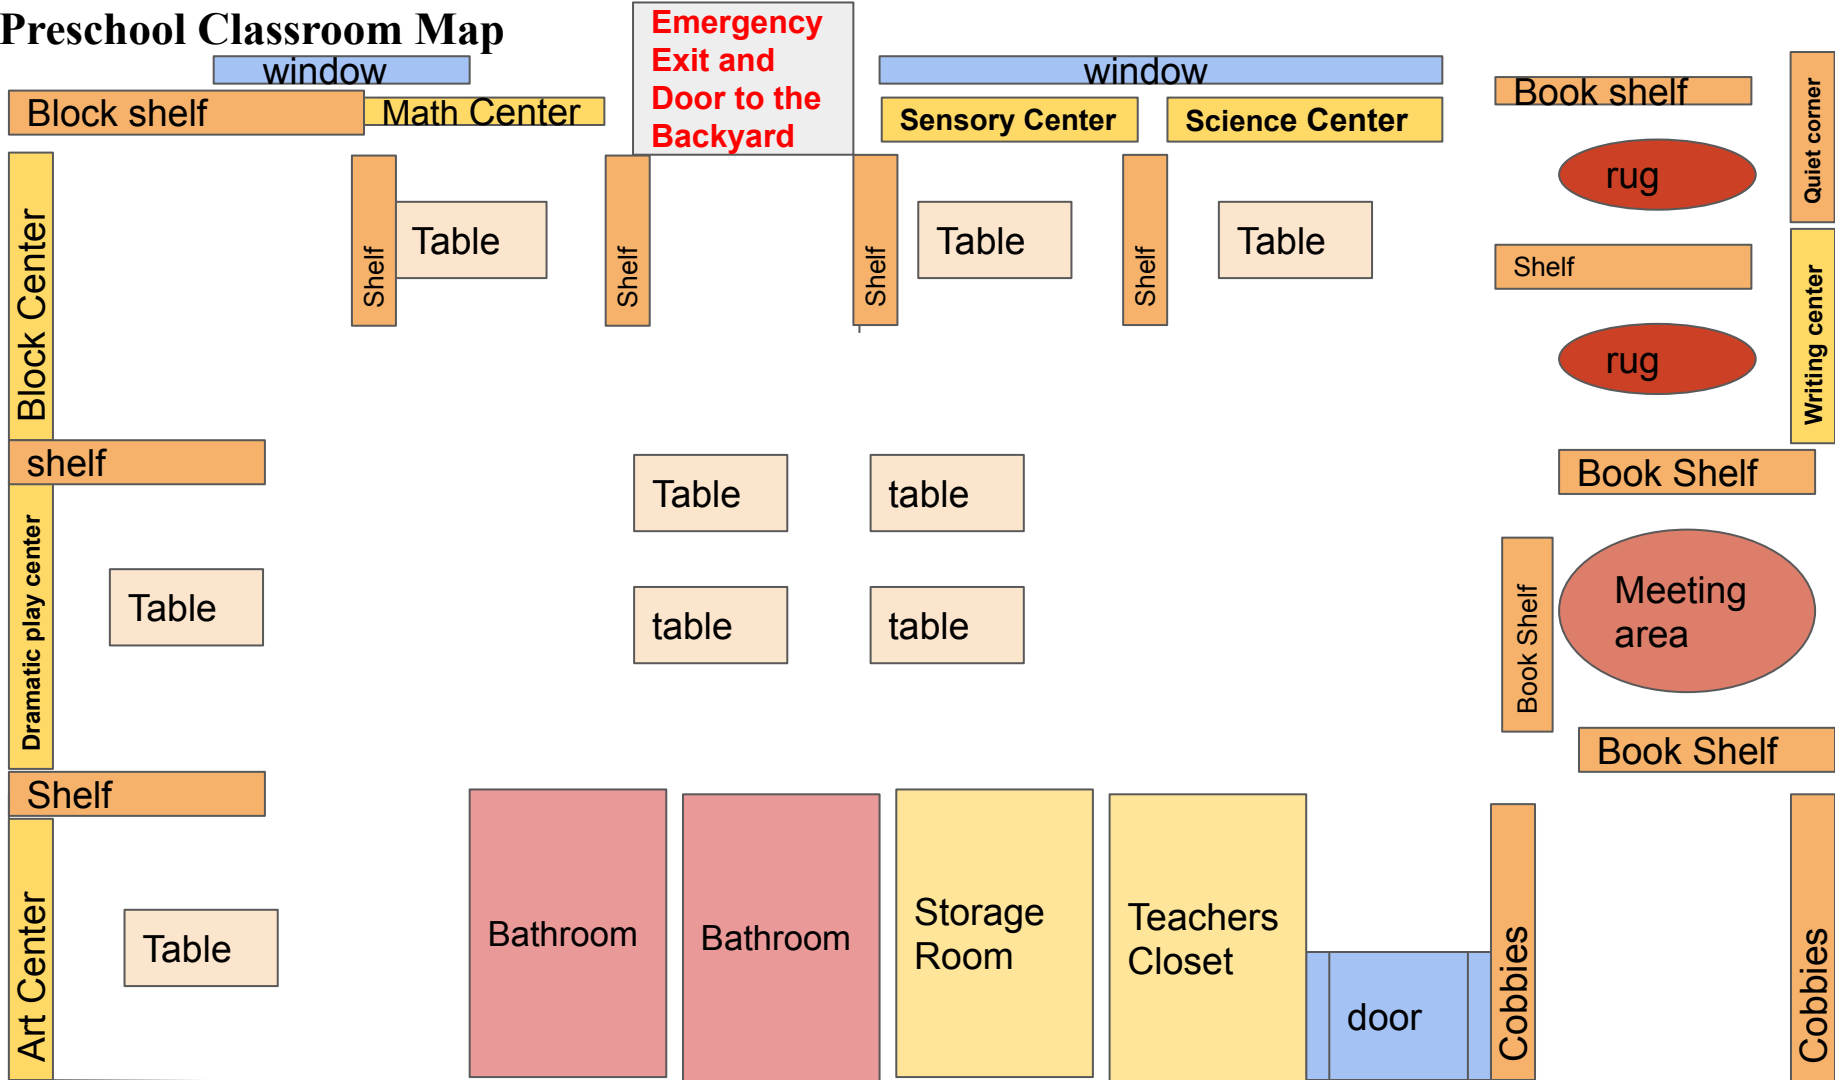 Preschool Classroom Map
Emergency
Exit and
Door to the
Backyard
window
window
Block shelf
Math Center
Sensory Center
Science Center
Book shelf
Quiet corner
rug
Block Center
Shelf
Table
Shelf
Shelf
Table
Shelf
Table
Shelf
Writing center
rug
shelf
Table
table
Book Shelf
Dramatic play center
Table
table
table
Book Shelf
Meeting
area
Book Shelf
Shelf
Art Center
Table
Bathroom
Bathroom
Storage
Room
Teachers
Closet
door
Cobbies
Cobbies